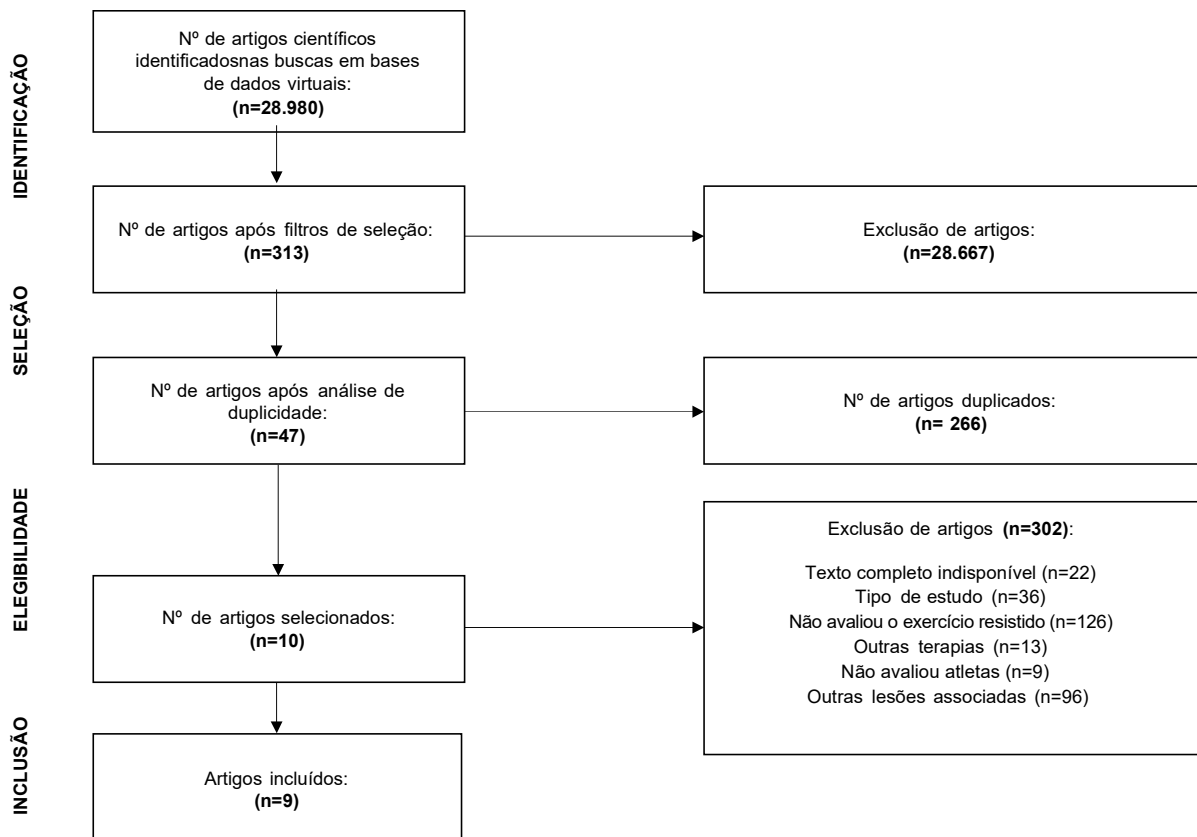 IDENTIFICAÇÃO
Nº de artigos científicos
identificadosnas buscas em bases
de dados virtuais:
(n=28.980)
Nº de artigos após filtros de seleção:
(n=313)
Exclusão de artigos:
(n=28.667)
SELEÇÃO
Nº de artigos após análise de
duplicidade:
(n=47)
Nº de artigos duplicados:
(n= 266)
ELEGIBILIDADE
Nº de artigos selecionados:
(n=10)
Exclusão de artigos (n=302):
Texto completo indisponível (n=22)
Tipo de estudo (n=36)
Não avaliou o exercício resistido (n=126)
Outras terapias (n=13)
Não avaliou atletas (n=9)
Outras lesões associadas (n=96)
INCLUSÃO
Artigos incluídos:
(n=9)